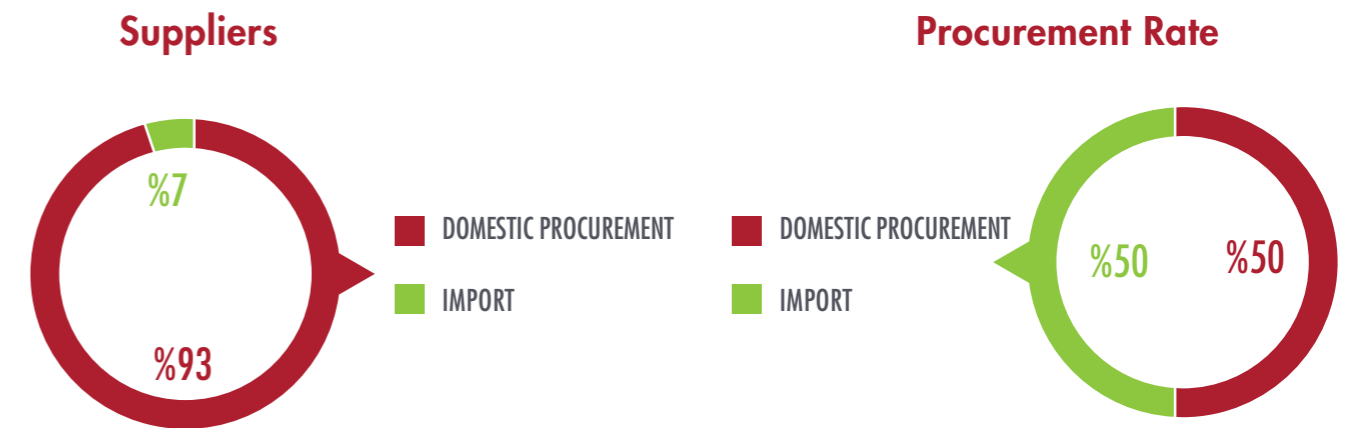 Suppliers
%7
%93
DOMESTIC PROCUREMENT
IMPORT
Procurement Rate
DOMESTIC PROCUREMENT
IMPORT
%50
%50